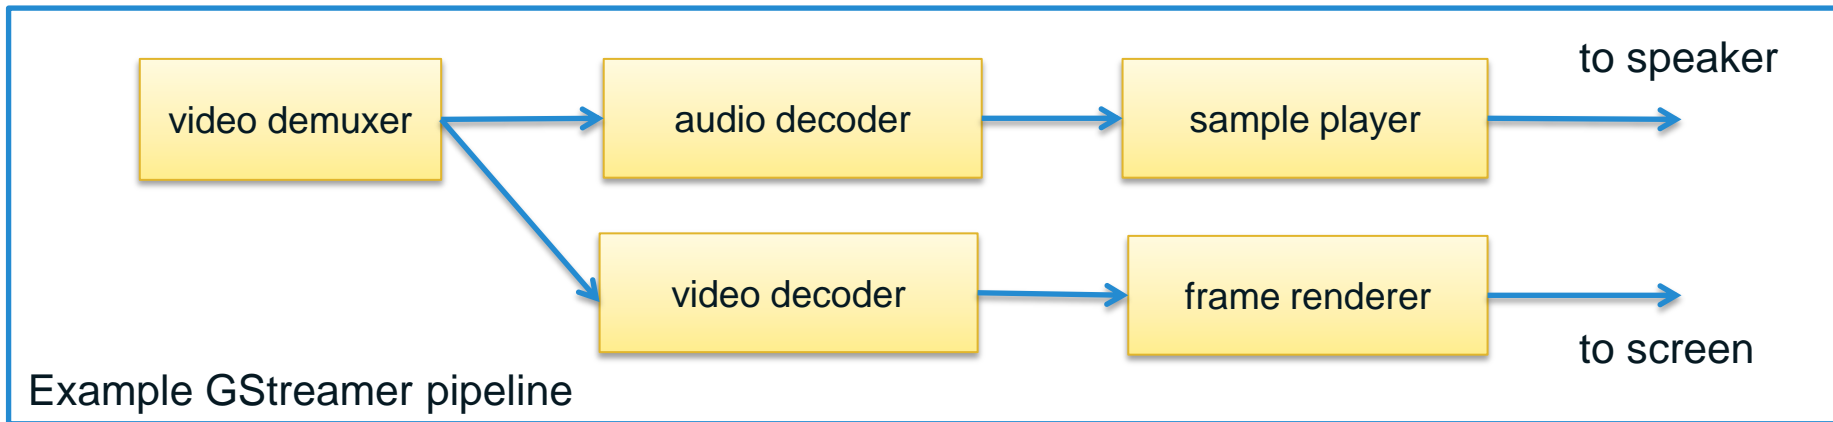 to speaker
video demuxer
audio decoder
sample player
video decoder
frame renderer
to screen
Example GStreamer pipeline